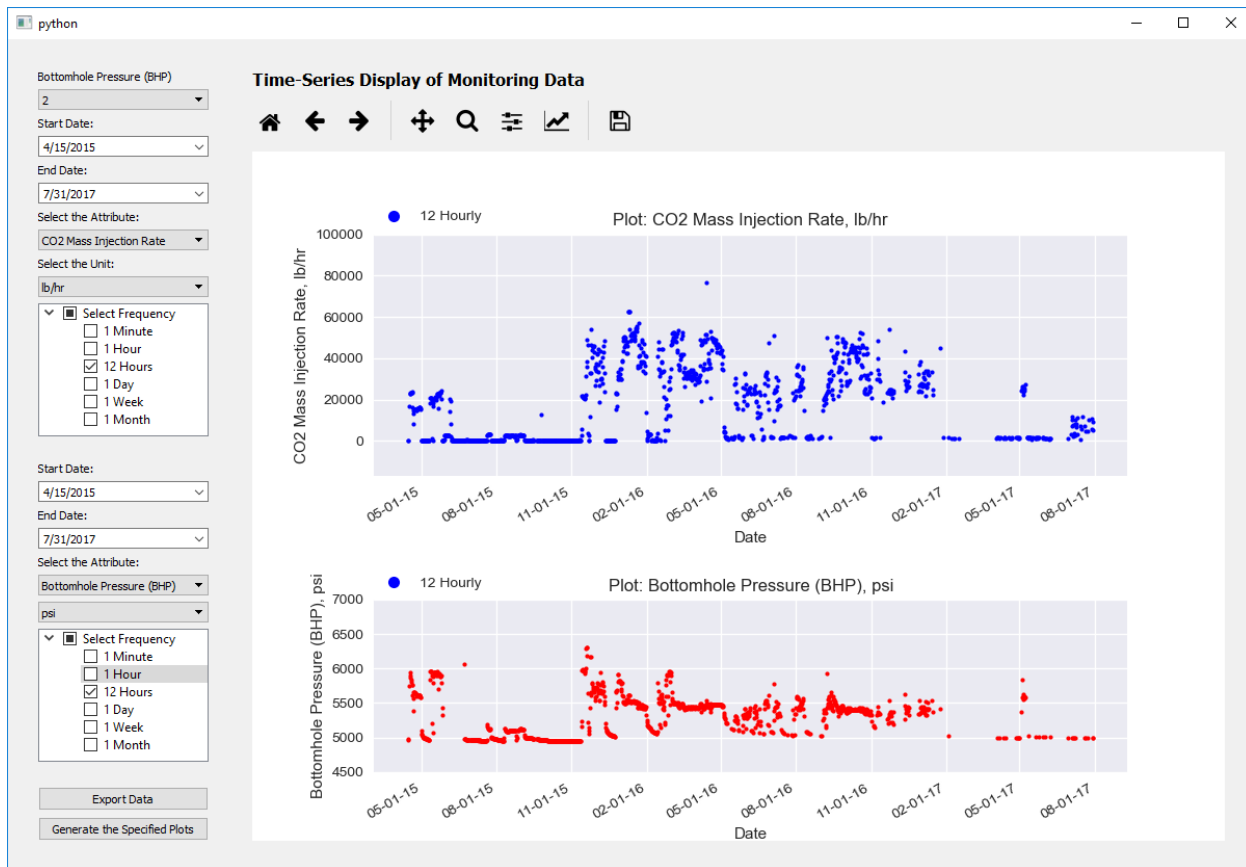 python
Bottomhole Pressure (BHP)
2
Start Date:
4/15/2015
End Date:
7/31/2017
Select the Attribute:
CO2 Mass Injection Rate
Select the Unit:
lb/hr
Select Frequency
1 Minute
1 Hour
12 Hours
1 Day
1 Week
1 Month
Start Date:
4/15/2015
End Date:
7/31/2017
Select the Attribute:
Bottomhole Pressure (BHP)
psi
Select Frequency
1 Minute
1 Hour
12 Hours
1 Day
1 Week
1 Month
Export Data
Generate the Specified Plots
Time-Series Display of Monitoring Data
12 Hourly
Plot: CO2 Mass Injection Rate, lb/hr
CO2 Mass Injection Rate, lb/hr
100000
80000
60000
40000
20000
0
05-01-15
08-01-15
11-01-15
02-01-16
05-01-16
08-01-16
11-01-16
02-01-17
05-01-17
08-01-17
Date
12 Hourly
Plot: Bottomhole Pressure (BHP), psi
Bottomhole Pressure (BHP), psi
7000
6500
6000
5500
5000
4500
05-01-15
08-01-15
11-01-15
02-01-16
05-01-16
08-01-16
11-01-16
02-01-17
05-01-17
08-01-17
Date